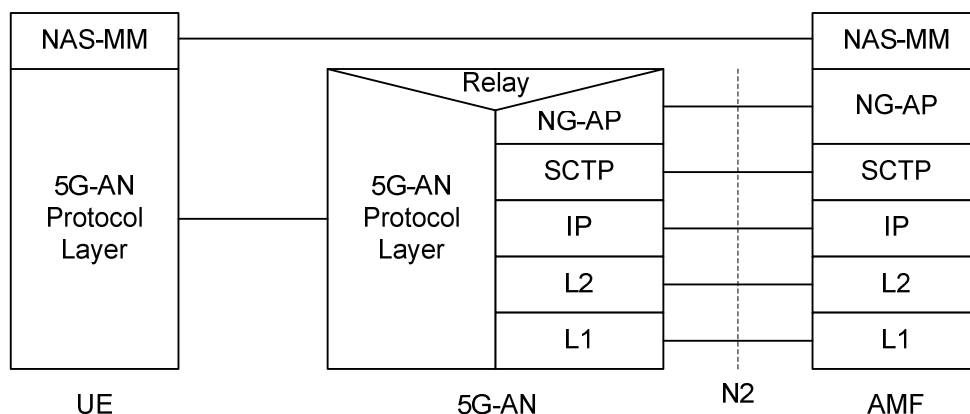 NAS-MM
5G-AN
Protocol
Layer
UE
Relay
5G-AN
Protocol
Layer
NG-AP
SCTP
IP
L2
L1
5G-AN
N2
NAS-MM
NG-AP
SCTP
IP
L2
L1
AMF